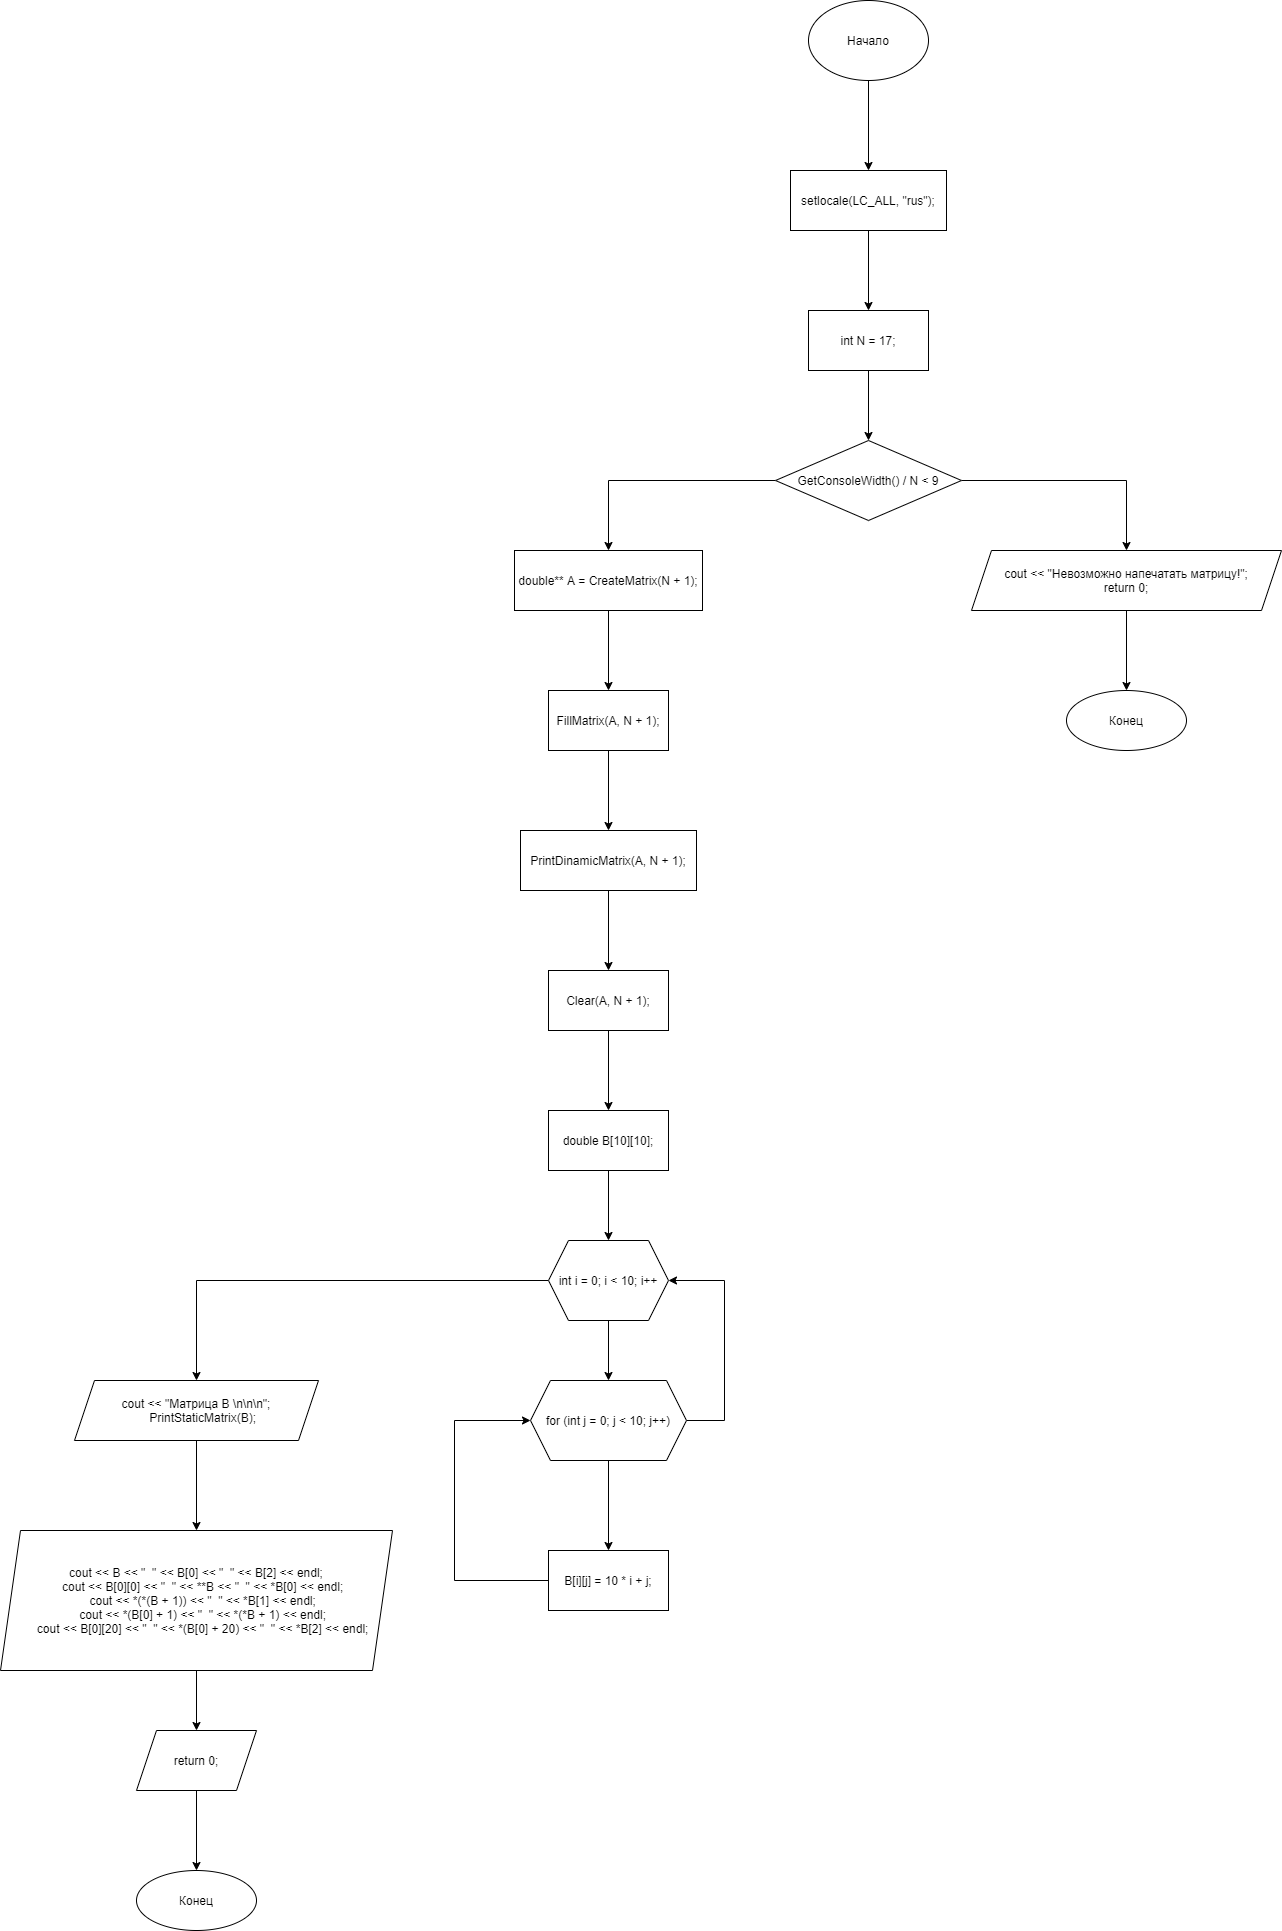 Начало
setlocale(LC_ALL, "rus");
int N = 17;
GetConsoleWidth() / N < 9
double** A = CreateMatrix(N + 1);
cout << "Невозможно напечатать матрицу!";
return 0;
FillMatrix(A, N + 1);
Конец
PrintDinamicMatrix(A, N + 1);
Clear(A, N + 1);
double B[10][10];
int i = 0; i < 10; i++
cout << "Матрица B \n\n\n";
PrintStaticMatrix(B);
for (int j = 0; j < 10; j++)
B[i][j] = 10 * i + j;
cout << B << "  " << B[0] << "  " << B[2] << endl;
cout << B[0][0] << "  " << **B << "  " << *B[0] << endl;
cout << *(*(B + 1)) << "  " << *B[1] << endl;
cout << *(B[0] + 1) << "  " << *(*B + 1) << endl;
cout << B[0][20] << "  " << *(B[0] + 20) << "  " << *B[2] << endl;
return 0;
Конец